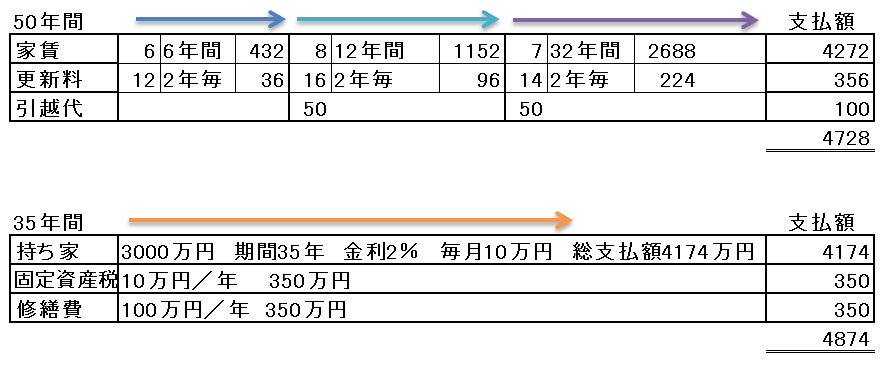 50年間 支払額
家賃 6 6年間 432 8 12年間 1152 7 32年間 2688 4272
更新料 12 2年毎 36 16 2年毎 96 14 2年毎 224 356
引越代 50 50 100
4728
35年間 支払額
持ち家 3000万円 期間35年 金利2% 毎月10万円 総支払額4174万円 4174
固定資産税 10万円／年 350万円 350
修繕費 100万円／年 350万円 350
4874